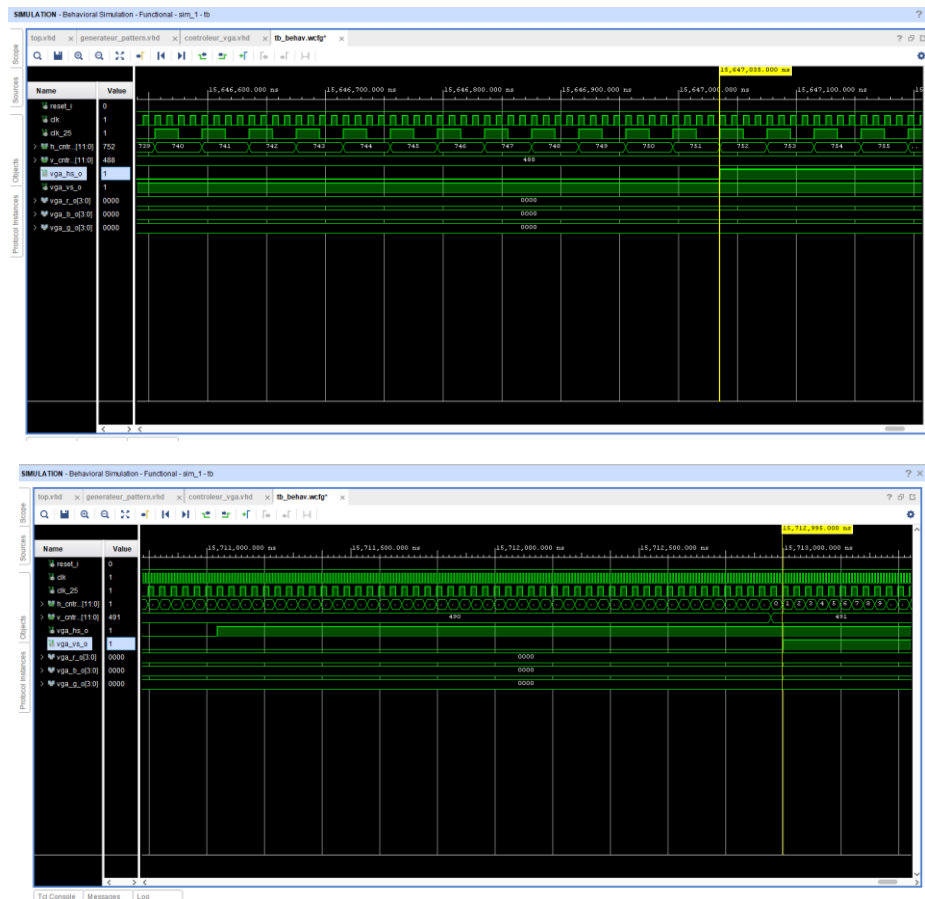 SIMULATION - Behavioral Simulation - Functional - sim_1 - tb ?
top.vhd × generateur_pattern.vhd × controleur_vga.vhd × tb_behav.wcfg* × ?
Scope
Sources
Objects
Protocol Instances
15,647,035.000 ns
Name Value 15,646,600.000 ns 15,646,700.000 ns 15,646,800.000 ns 15,646,900.000 ns 15,647,000.000 ns 15,647,100.000 ns
reset_i 0
clk 1
clk_25 1
h_cntr..[11:0] 752 739 740 741 742 743 744 745 746 747 748 749 750 751 752 753 754 755 ..
v_cntr..[11:0] 488 488
vga_hs_o 1
vga_vs_o 1
vga_r_o[3:0] 0000 0000
vga_b_o[3:0] 0000 0000
vga_g_o[3:0] 0000 0000
SIMULATION - Behavioral Simulation - Functional - sim_1 - tb ? ×
top.vhd × generateur_pattern.vhd × controleur_vga.vhd × tb_behav.wcfg* × ?
Scope
Sources
Objects
Protocol Instances
15,712,995.000 ns
Name Value 15,711,000.000 ns 15,711,500.000 ns 15,712,000.000 ns 15,712,500.000 ns 15,713,000.000 ns
reset_i 0
clk 1
clk_25 1
h_cntr..[11:0] 1 0 1 2 3 4 5 6 7 8 9
v_cntr..[11:0] 491 490 491
vga_hs_o 1
vga_vs_o 1
vga_r_o[3:0] 0000 0000
vga_b_o[3:0] 0000 0000
vga_g_o[3:0] 0000 0000
Tcl Console Messages Log